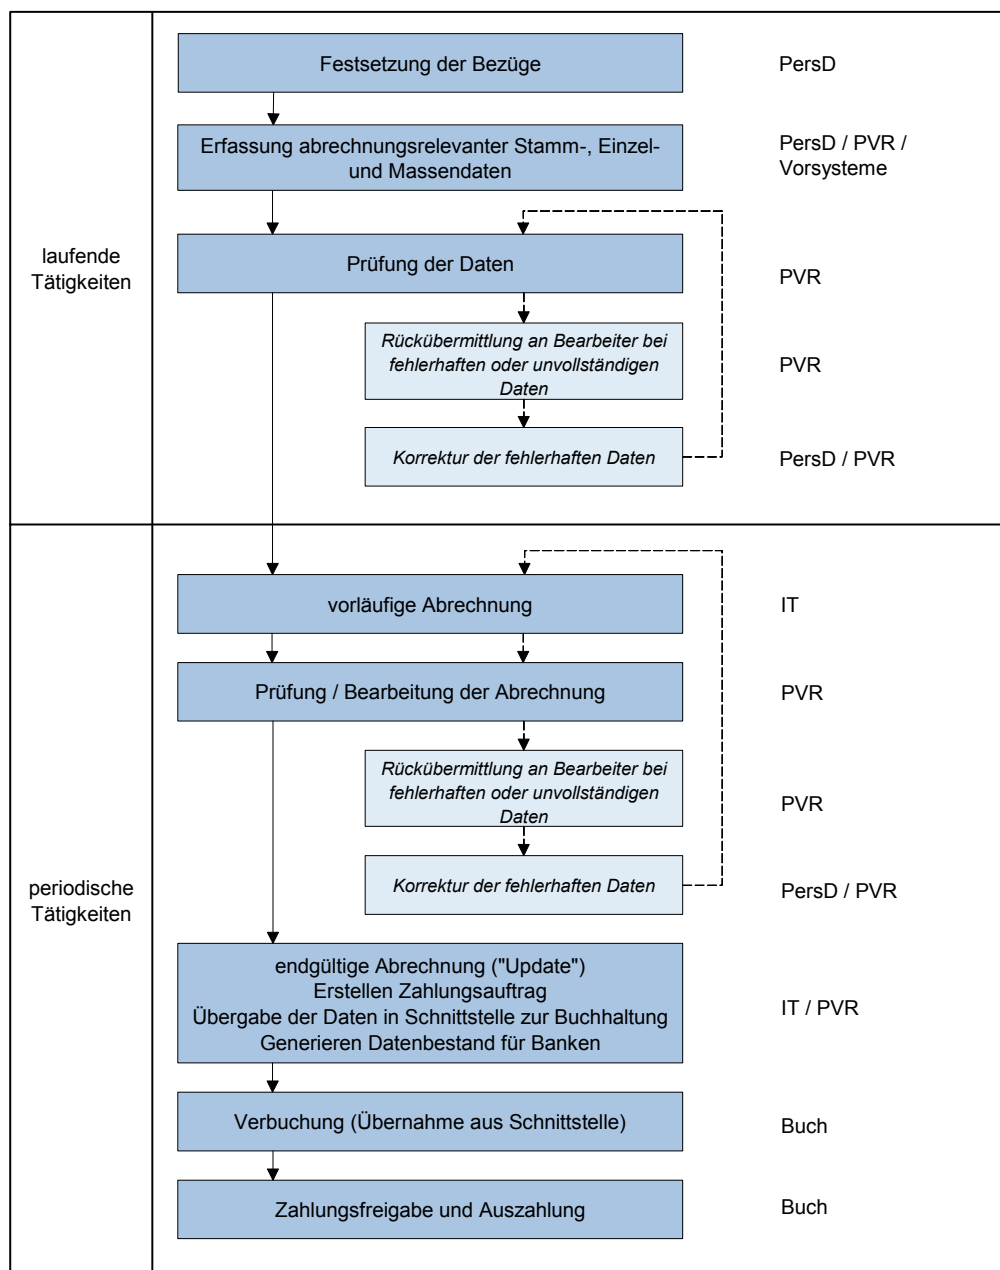 Festsetzung der Bezüge
PersD
Erfassung abrechnungsrelevanter Stamm-, Einzel-
und Massendaten
PersD / PVR /
Vorsysteme
laufende
Tätigkeiten
Prüfung der Daten
PVR
Rückübermittlung an Bearbeiter bei
fehlerhaften oder unvollständigen
Daten
PVR
Korrektur der fehlerhaften Daten
PersD / PVR
vorläufige Abrechnung
IT
Prüfung / Bearbeitung der Abrechnung
PVR
Rückübermittlung an Bearbeiter bei
fehlerhaften oder unvollständigen
Daten
PVR
periodische
Tätigkeiten
Korrektur der fehlerhaften Daten
PersD / PVR
endgültige Abrechnung ("Update")
Erstellen Zahlungsauftrag
Übergabe der Daten in Schnittstelle zur Buchhaltung
Generieren Datenbestand für Banken
IT / PVR
Verbuchung (Übernahme aus Schnittstelle)
Buch
Zahlungsfreigabe und Auszahlung
Buch